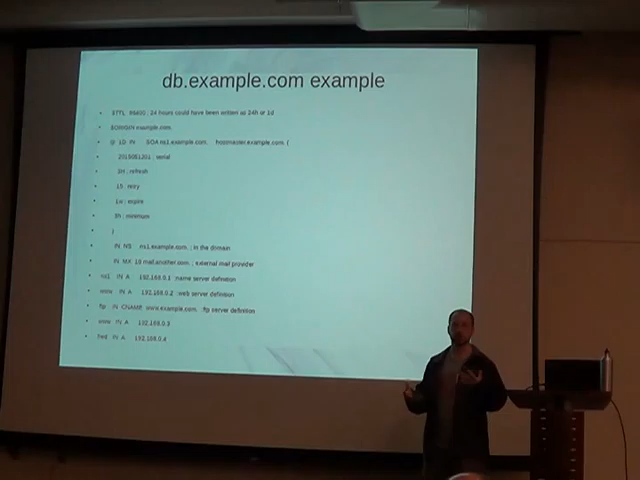 db.example.com example
$TTL 86400 ; 24 hours could have been written as 24h or 1d
$ORIGIN example.com.
@ 1D IN SOA ns1.example.com. hostmaster.example.com. (
; serial
3H ; refresh
15 ; retry
1w ; expire
3h ; minimum
)
IN NS ns1.example.com. ; in the domain
IN MX 10 mail.another.com. ; external mail provider
ns1 IN A 192.168.0.1 ;name server definition
www IN A 192.168.0.2 ;web server definition
ftp IN CNAME www.example.com. ;ftp server definition
www IN A 192.168.0.3
fred IN A 192.168.0.4